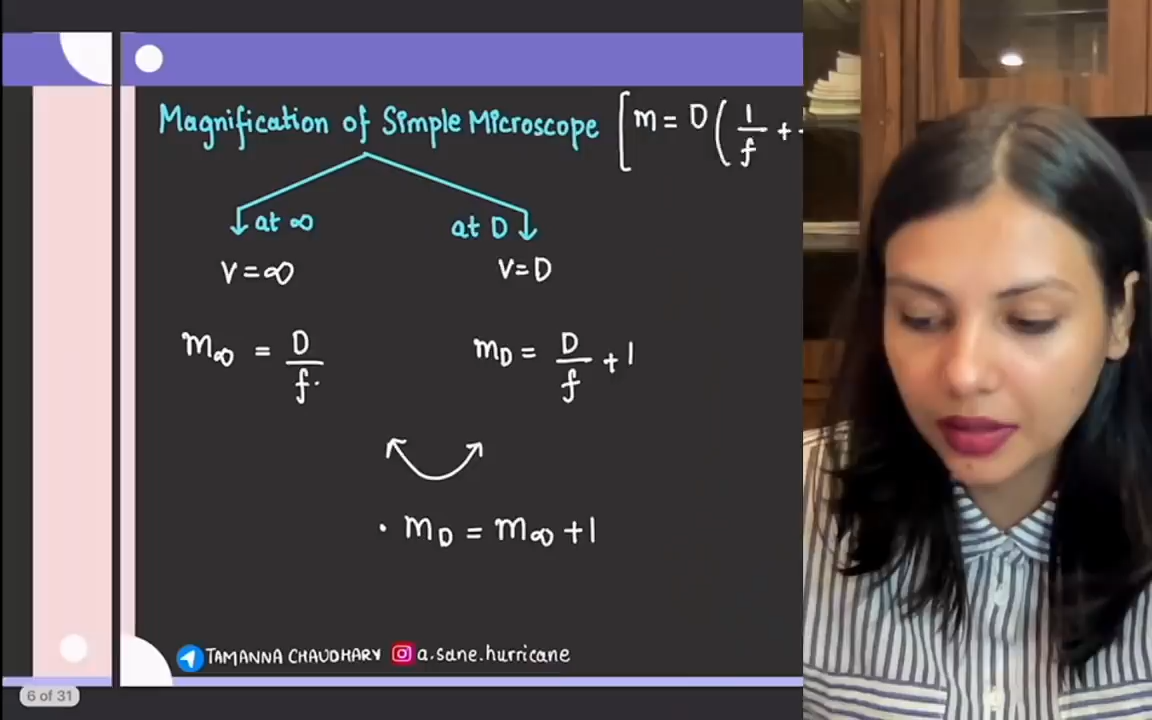 Magnification of Simple Microscope [m = D(1/f +
at ∞ at D
v = ∞ v = D
m∞ = D/f. mD = D/f + 1
· mD = m∞ + 1
TAMANNA CHAUDHARY a.sane.hurricane
6 of 31